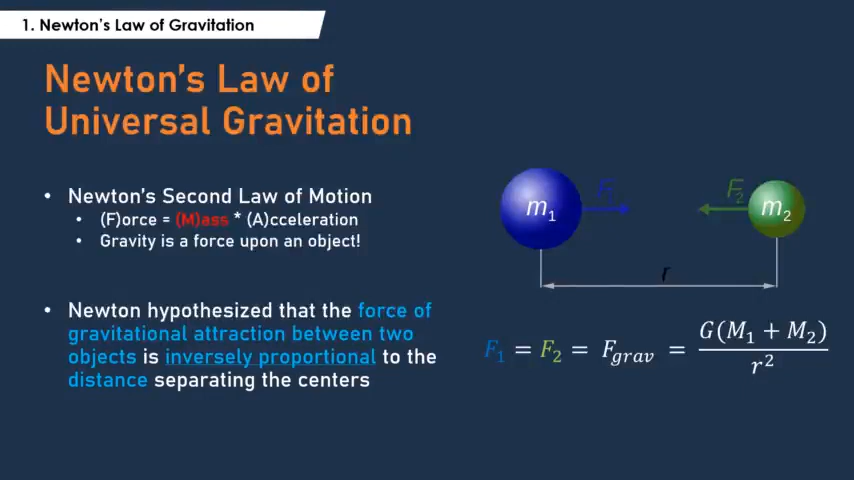 1. Newton's Law of Gravitation
Newton's Law of
Universal Gravitation
• Newton's Second Law of Motion
• (F)orce = (M)ass * (A)cceleration
• Gravity is a force upon an object!
• Newton hypothesized that the force of
gravitational attraction between two
objects is inversely proportional to the
distance separating the centers
m₁ F₁ F₂ m₂
r
F₁ = F₂ = F_grav = G(M₁ + M₂) / r²